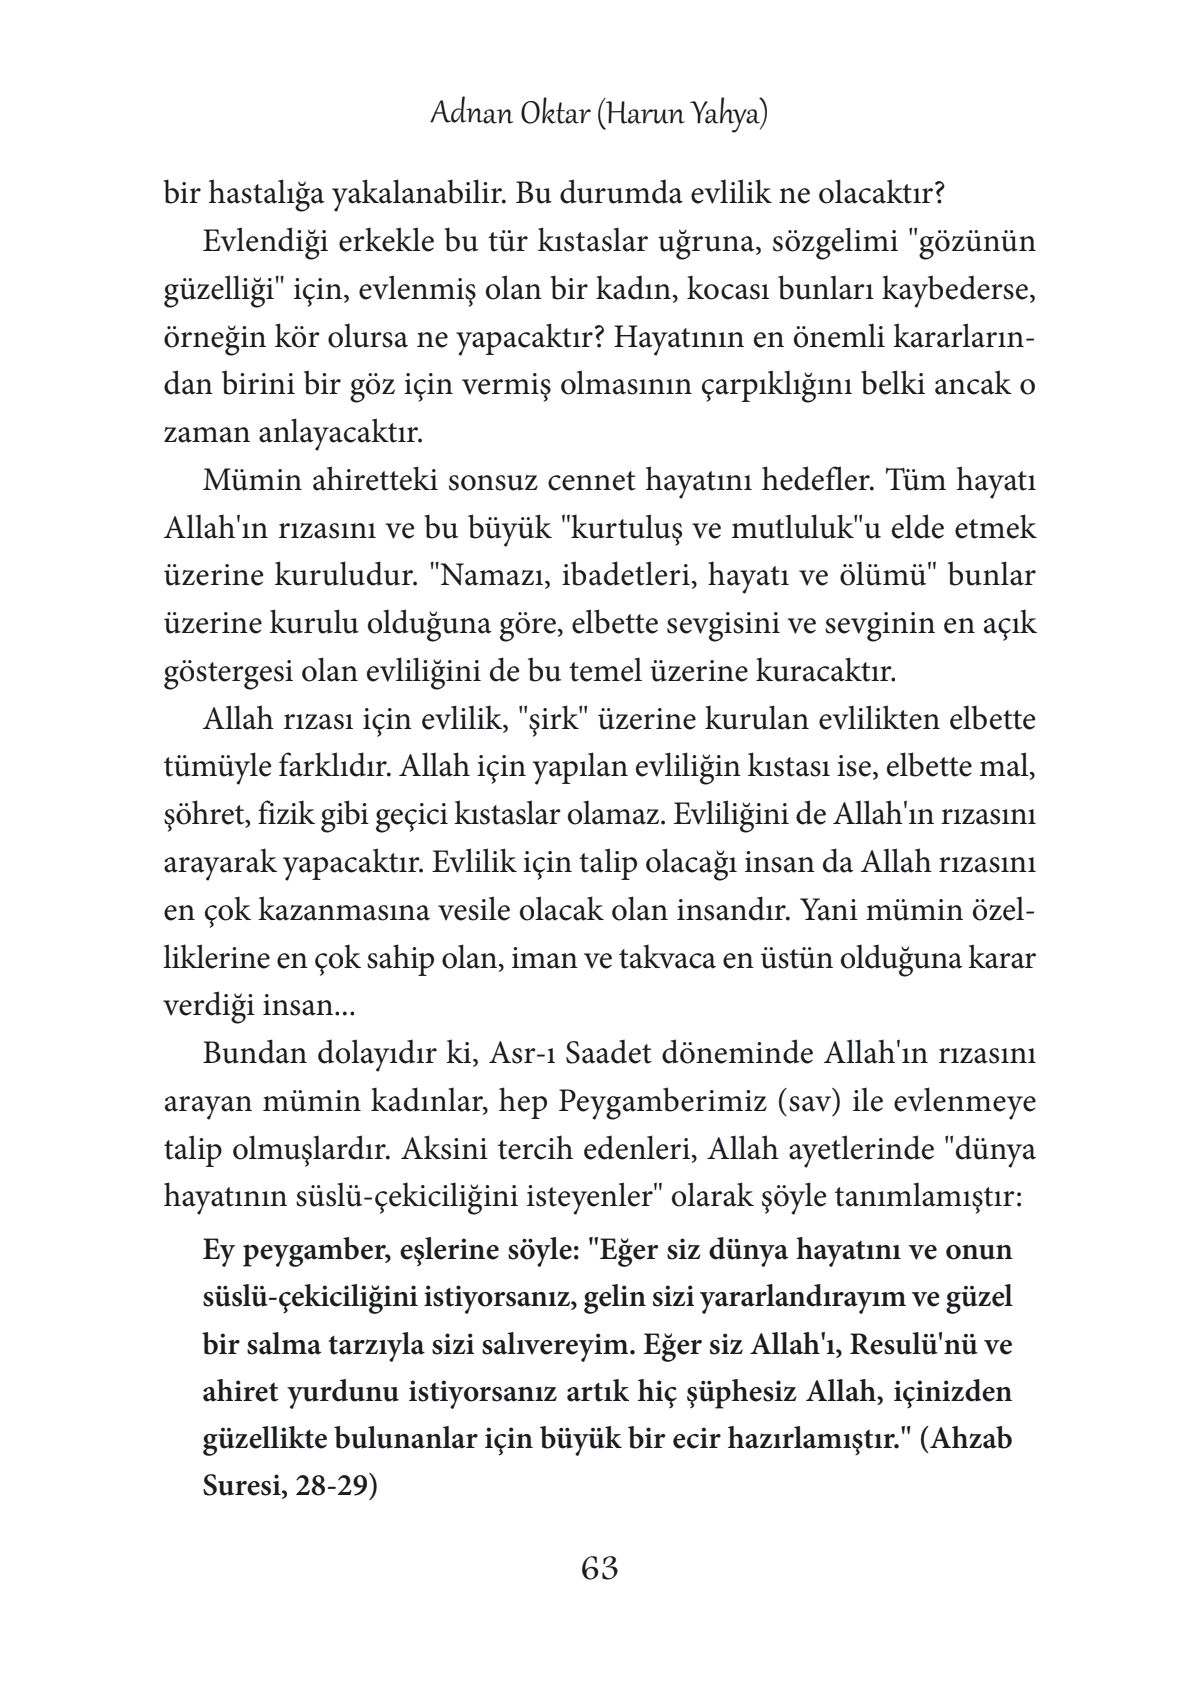 Adnan Oktar (Harun Yahya)
bir hastalığa yakalanabilir. Bu durumda evlilik ne olacaktır?
Evlendiği erkekle bu tür kıstaslar uğruna, sözgelimi "gözünün
güzelliği" için, evlenmiş olan bir kadın, kocası bunları kaybederse,
örneğin kör olursa ne yapacaktır? Hayatının en önemli kararların-
dan birini bir göz için vermiş olmasının çarpıklığını belki ancak o
zaman anlayacaktır.
Mümin ahiretteki sonsuz cennet hayatını hedefler. Tüm hayatı
Allah'ın rızasını ve bu büyük "kurtuluş ve mutluluk"u elde etmek
üzerine kuruludur. "Namazı, ibadetleri, hayatı ve ölümü" bunlar
üzerine kurulu olduğuna göre, elbette sevgisini ve sevginin en açık
göstergesi olan evliliğini de bu temel üzerine kuracaktır.
Allah rızası için evlilik, "şirk" üzerine kurulan evlilikten elbette
tümüyle farklıdır. Allah için yapılan evliliğin kıstası ise, elbette mal,
şöhret, fizik gibi geçici kıstaslar olamaz. Evliliğini de Allah'ın rızasını
arayarak yapacaktır. Evlilik için talip olacağı insan da Allah rızasını
en çok kazanmasına vesile olacak olan insandır. Yani mümin özel-
liklerine en çok sahip olan, iman ve takvaca en üstün olduğuna karar
verdiği insan...
Bundan dolayıdır ki, Asr-ı Saadet döneminde Allah'ın rızasını
arayan mümin kadınlar, hep Peygamberimiz (sav) ile evlenmeye
talip olmuşlardır. Aksini tercih edenleri, Allah ayetlerinde "dünya
hayatının süslü-çekiciliğini isteyenler" olarak şöyle tanımlamıştır:
Ey peygamber, eşlerine söyle: "Eğer siz dünya hayatını ve onun
süslü-çekiciliğini istiyorsanız, gelin sizi yararlandırayım ve güzel
bir salma tarzıyla sizi salıvereyim. Eğer siz Allah'ı, Resulü'nü ve
ahiret yurdunu istiyorsanız artık hiç şüphesiz Allah, içinizden
güzellikte bulunanlar için büyük bir ecir hazırlamıştır." (Ahzab
Suresi, 28-29)
63